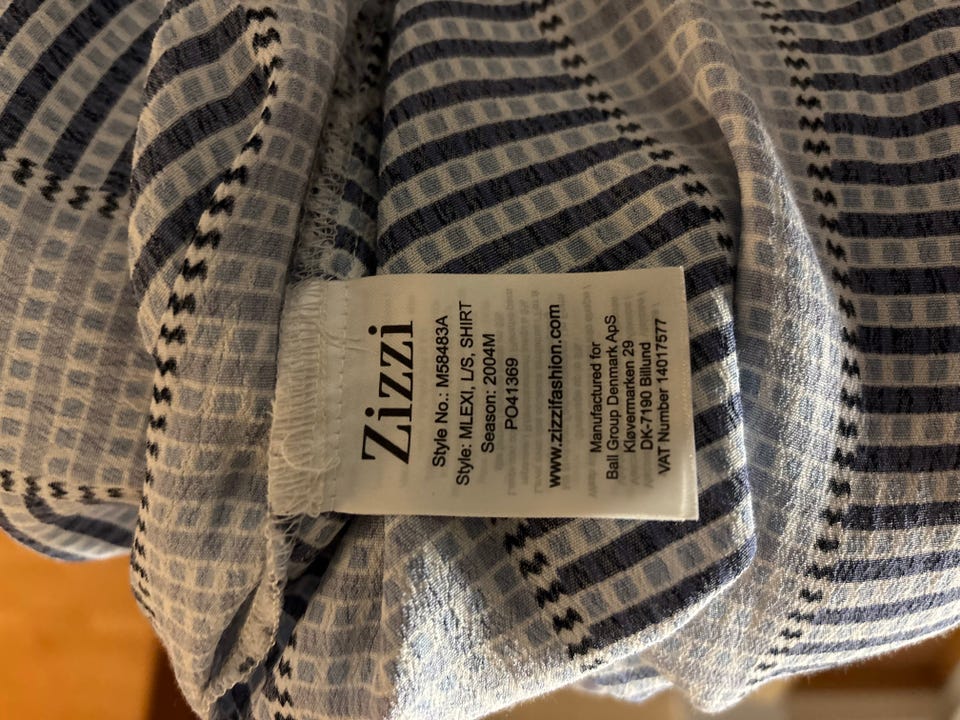 Zizzi
Style No.: M58483A
Style: MLEXI, L/S, SHIRT
Season: 2004M
PO41369
www.zizzifashion.com
Manufactured for
Ball Group Denmark ApS
Kløvermarken 29
DK-7190 Billund
VAT Number 14017577